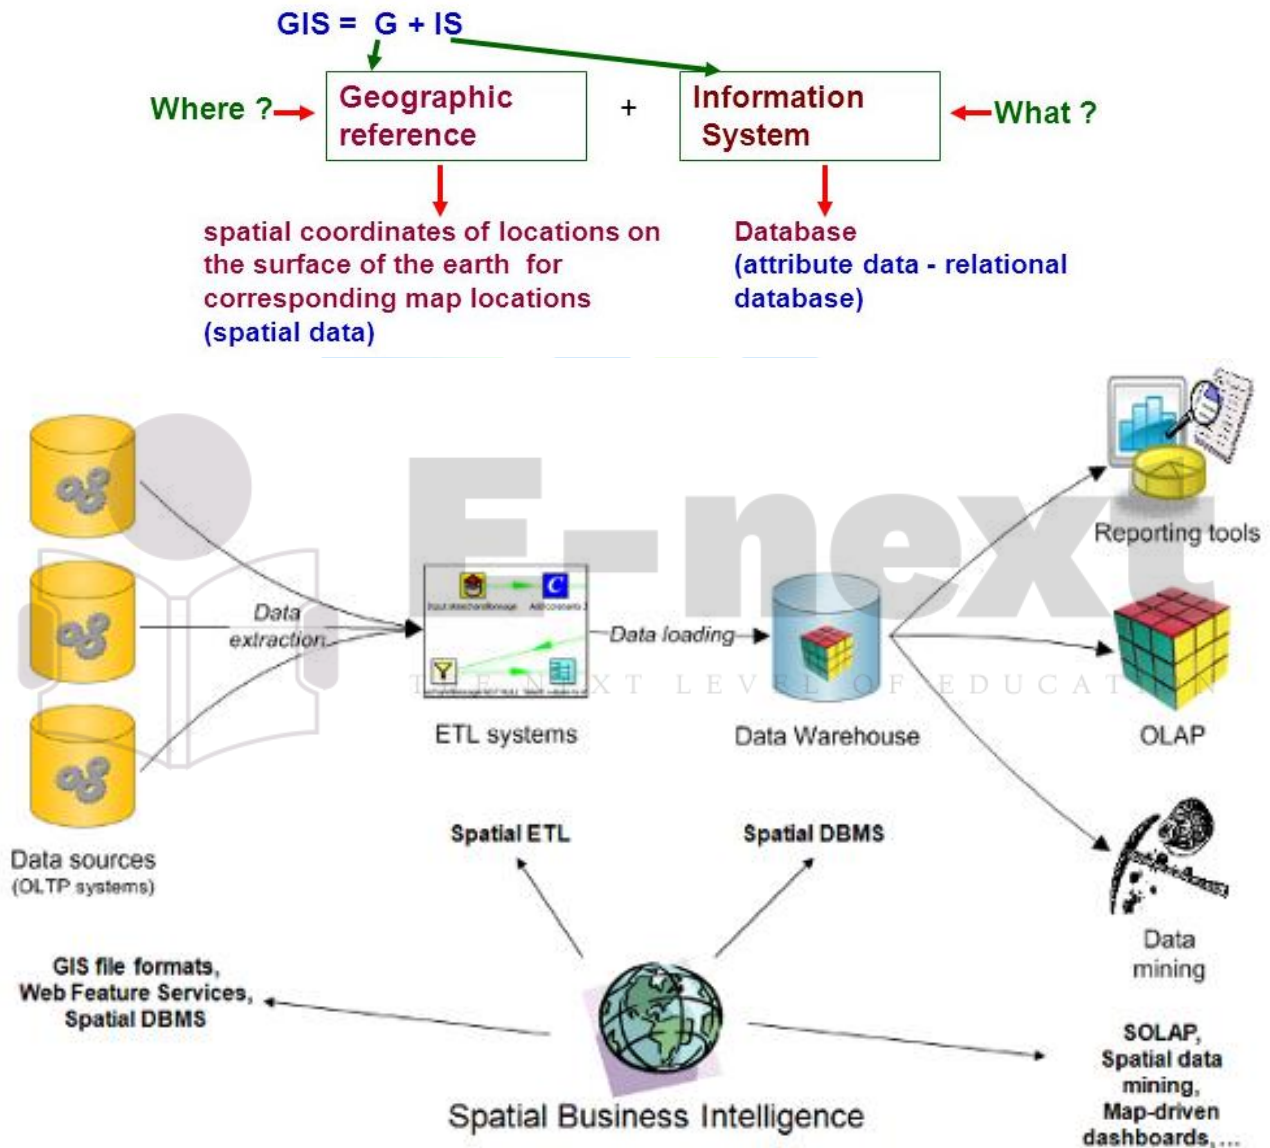 GIS = G + IS
Where ?
Geographic
reference
+
Information
System
What ?
spatial coordinates of locations on
the surface of the earth for
corresponding map locations
(spatial data)
Database
(attribute data - relational
database)
E-next
THE NEXT LEVEL OF EDUCATION
Data
extraction
Data loading
Reporting tools
ETL systems
Data Warehouse
OLAP
Data sources
(OLTP systems)
Spatial ETL
Spatial DBMS
Data
mining
GIS file formats,
Web Feature Services,
Spatial DBMS
SOLAP,
Spatial data
mining,
Map-driven
dashboards, ...
Spatial Business Intelligence